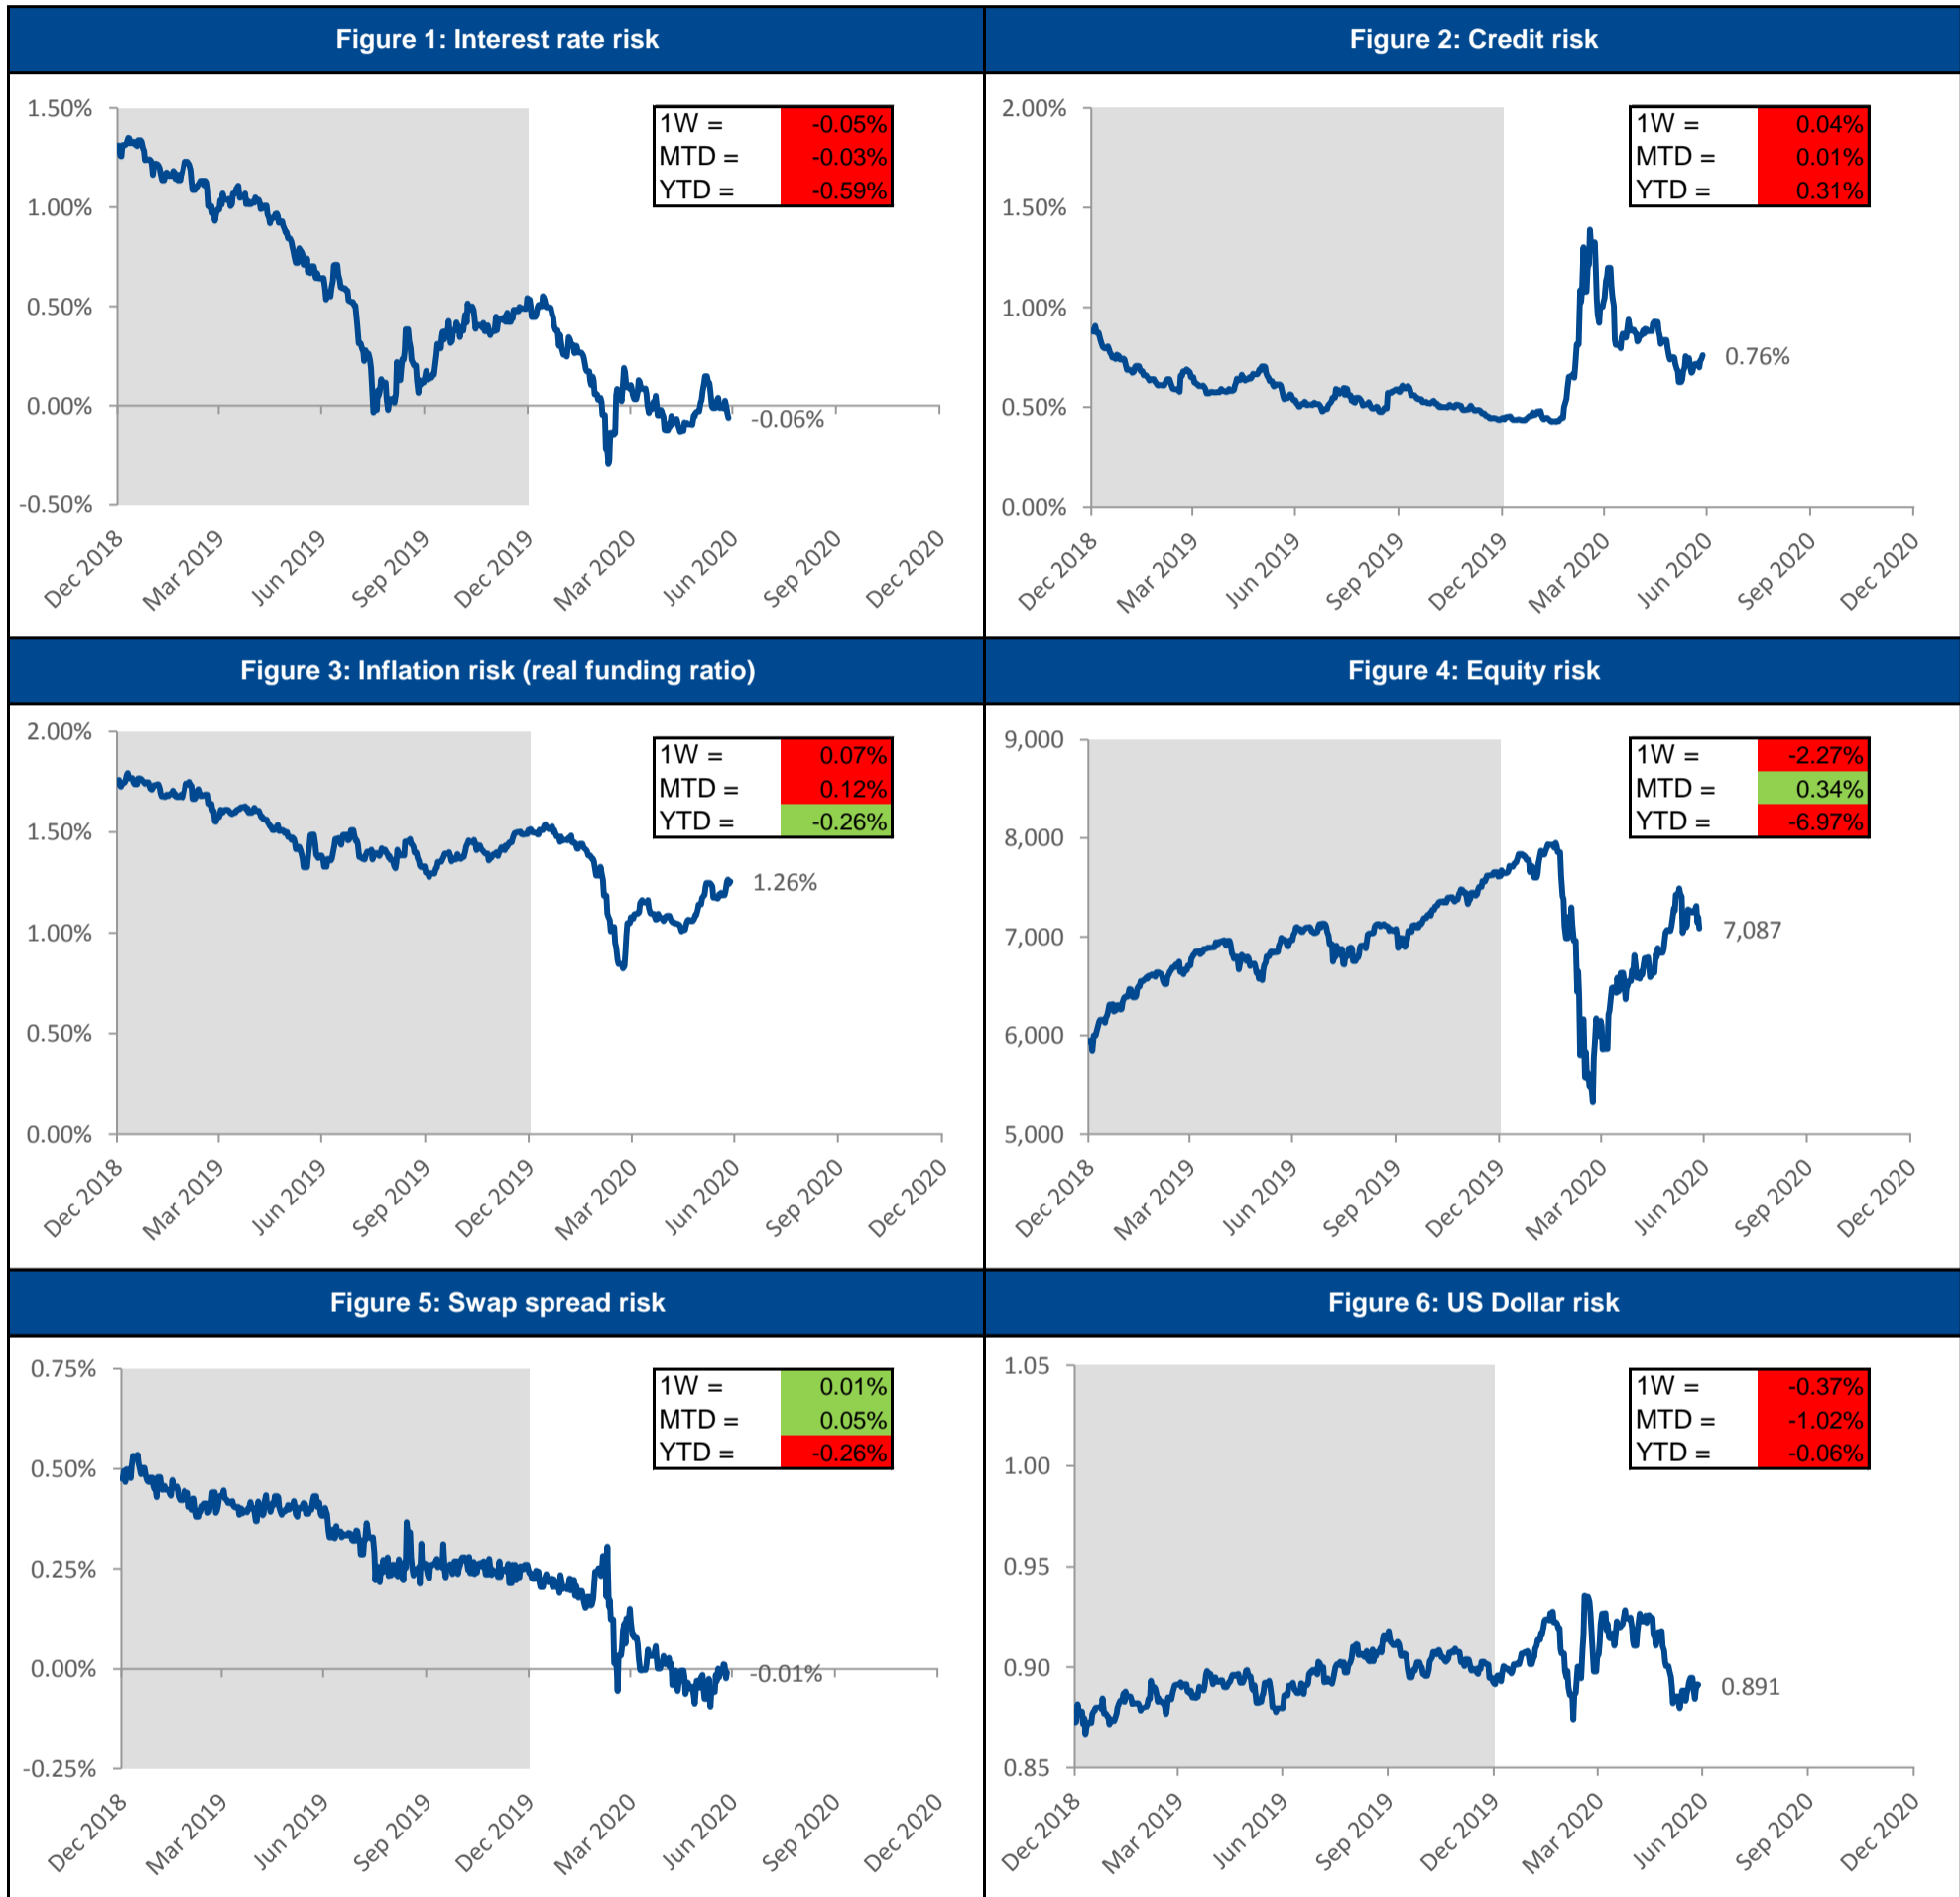 Figure 1: Interest rate risk
1.50%
1.00%
0.50%
0.00%
-0.50%
1W = -0.05%
MTD = -0.03%
YTD = -0.59%
-0.06%
Dec 2018 Mar 2019 Jun 2019 Sep 2019 Dec 2019 Mar 2020 Jun 2020 Sep 2020 Dec 2020
Figure 2: Credit risk
2.00%
1.50%
1.00%
0.50%
0.00%
1W = 0.04%
MTD = 0.01%
YTD = 0.31%
0.76%
Dec 2018 Mar 2019 Jun 2019 Sep 2019 Dec 2019 Mar 2020 Jun 2020 Sep 2020 Dec 2020
Figure 3: Inflation risk (real funding ratio)
2.00%
1.50%
1.00%
0.50%
0.00%
1W = 0.07%
MTD = 0.12%
YTD = -0.26%
1.26%
Dec 2018 Mar 2019 Jun 2019 Sep 2019 Dec 2019 Mar 2020 Jun 2020 Sep 2020 Dec 2020
Figure 4: Equity risk
9,000
8,000
7,000
6,000
5,000
1W = -2.27%
MTD = 0.34%
YTD = -6.97%
7,087
Dec 2018 Mar 2019 Jun 2019 Sep 2019 Dec 2019 Mar 2020 Jun 2020 Sep 2020 Dec 2020
Figure 5: Swap spread risk
0.75%
0.50%
0.25%
0.00%
-0.25%
1W = 0.01%
MTD = 0.05%
YTD = -0.26%
-0.01%
Dec 2018 Mar 2019 Jun 2019 Sep 2019 Dec 2019 Mar 2020 Jun 2020 Sep 2020 Dec 2020
Figure 6: US Dollar risk
1.05
1.00
0.95
0.90
0.85
1W = -0.37%
MTD = -1.02%
YTD = -0.06%
0.891
Dec 2018 Mar 2019 Jun 2019 Sep 2019 Dec 2019 Mar 2020 Jun 2020 Sep 2020 Dec 2020